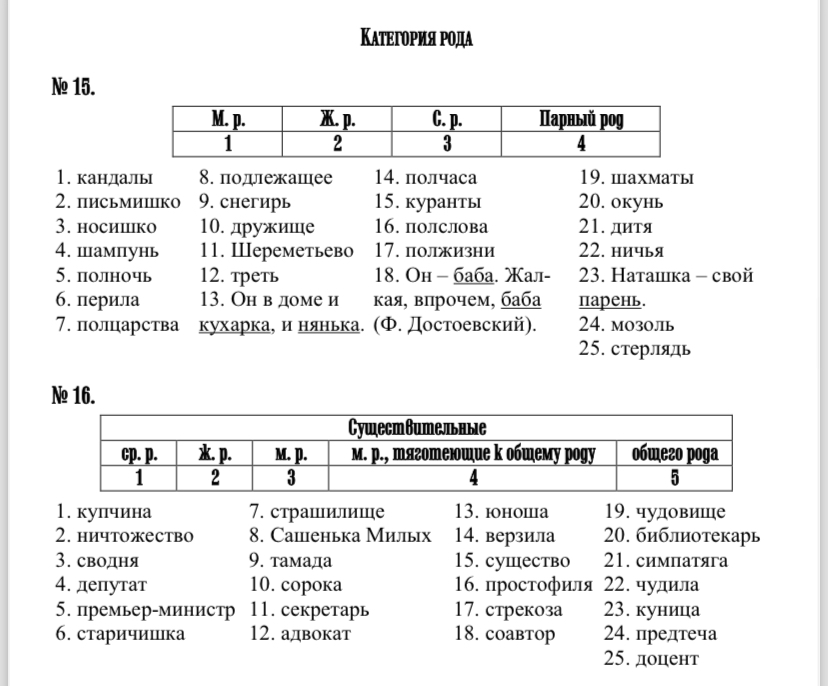 Категория рода
№ 15.
М. р. Ж. р. С. р. Парный род
1 2 3 4
1. кандалы
2. письмишко
3. носишко
4. шампунь
5. полночь
6. перила
7. полцарства
8. подлежащее
9. снегирь
10. дружище
11. Шереметьево
12. треть
13. Он в доме и
кухарка, и нянька.
14. полчаса
15. куранты
16. полслова
17. полжизни
18. Он – баба. Жал-
кая, впрочем, баба
(Ф. Достоевский).
19. шахматы
20. окунь
21. дитя
22. ничья
23. Наташка – свой
парень.
24. мозоль
25. стерлядь
№ 16.
Существительные
ср. р. ж. р. м. р. м. р., тяготеющие к общему роду общего рода
1 2 3 4 5
1. купчина
2. ничтожество
3. сводня
4. депутат
5. премьер-министр
6. старичишка
7. страшилище
8. Сашенька Милых
9. тамада
10. сорока
11. секретарь
12. адвокат
13. юноша
14. верзила
15. существо
16. простофиля
17. стрекоза
18. соавтор
19. чудовище
20. библиотекарь
21. симпатяга
22. чудила
23. куница
24. предтеча
25. доцент